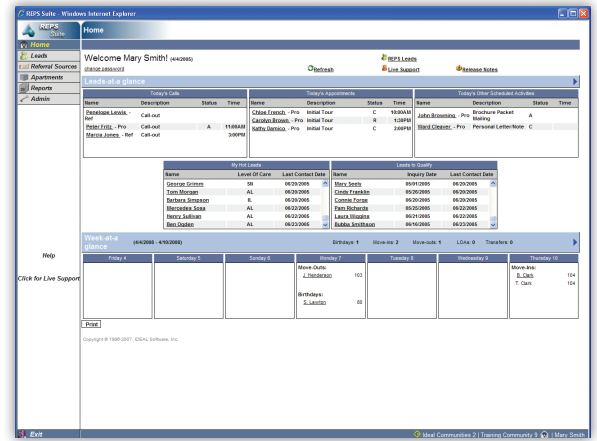 REPS Suite - Windows Internet Explorer
REPS Suite
Home
Home
Leads
Referral Sources
Apartments
Reports
Admin
Help
Click for Live Support
Exit
Welcome Mary Smith! (4/4/2005)
change password
Refresh
REPS Leads
Live Support
Release Notes
Leads-at-a glance
Today's Calls
Name Description Status Time
Penelope Lewis - Ref Call-out
Peter Fritz - Pro Call-out A 11:00AM
Marcia Jones - Ref Call-out 3:00PM
Today's Appointments
Name Description Status Time
Chloe French - Pro Initial Tour C 10:00AM
Carolyn Brown - Pro Initial Tour R 1:30PM
Kathy Damico - Pro Initial Tour C 2:00PM
Today's Other Scheduled Activities
Name Description Status Time
John Browning - Pro Brochure Packet Mailing A
Ward Cleaver - Pro Personal Letter/Note C
My Hot Leads
Name Level Of Care Last Contact Date
George Grimm SN 06/20/2005
Tom Morgan AL 06/20/2005
Barbara Simpson IL 06/20/2005
Mercedes Sosa AL 06/22/2005
Henry Sullivan AL 06/22/2005
Ben Ogden AL 06/23/2005
Leads to Qualify
Name Inquiry Date Last Contact Date
Mary Seely 05/01/2005 06/20/2005
Cindy Franklin 05/26/2005 06/20/2005
Connie Forge 06/20/2005 06/20/2005
Pam Richards 06/25/2005 06/22/2005
Laura Wiggins 06/21/2005 06/22/2005
Bubba Smithson 06/16/2005 06/23/2005
Week-at-a glance (4/4/2005 - 4/10/2005) Birthdays: 1 Move-ins: 2 Move-outs: 1 LOAs: 0 Transfers: 0
Friday 4 Saturday 5 Sunday 6 Monday 7 Tuesday 8 Wednesday 9 Thursday 10
Move-Outs:
J. Henderson 103
Birthdays:
S. Lawton 80
Move-Ins:
B. Clark 104
T. Clark 104
Print
Copyright © 1998-2007, IDEAL Software, Inc.
Ideal Communities 2 | Training Community 9 | Mary Smith